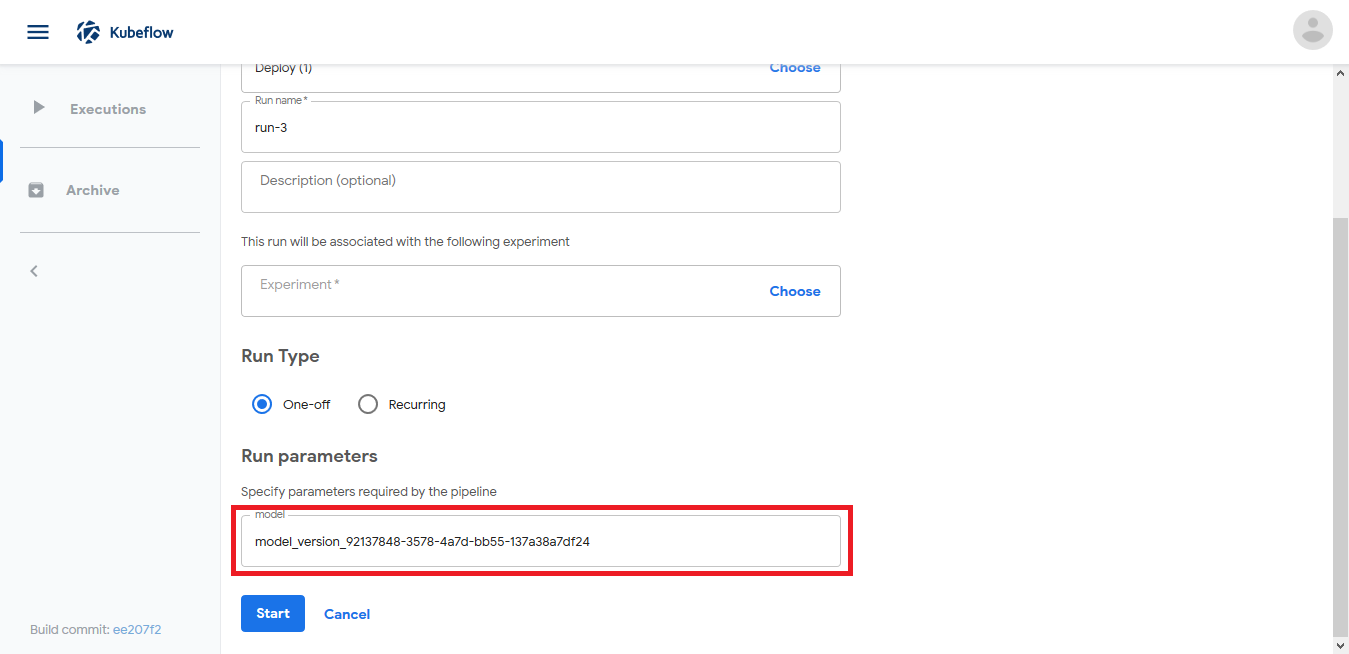 Kubeflow
Executions
Archive
Build commit: ee207f2
Deploy (1)
Choose
Run name *
run-3
Description (optional)
This run will be associated with the following experiment
Experiment *
Choose
Run Type
One-off
Recurring
Run parameters
Specify parameters required by the pipeline
model
model_version_92137848-3578-4a7d-bb55-137a38a7df24
Start
Cancel